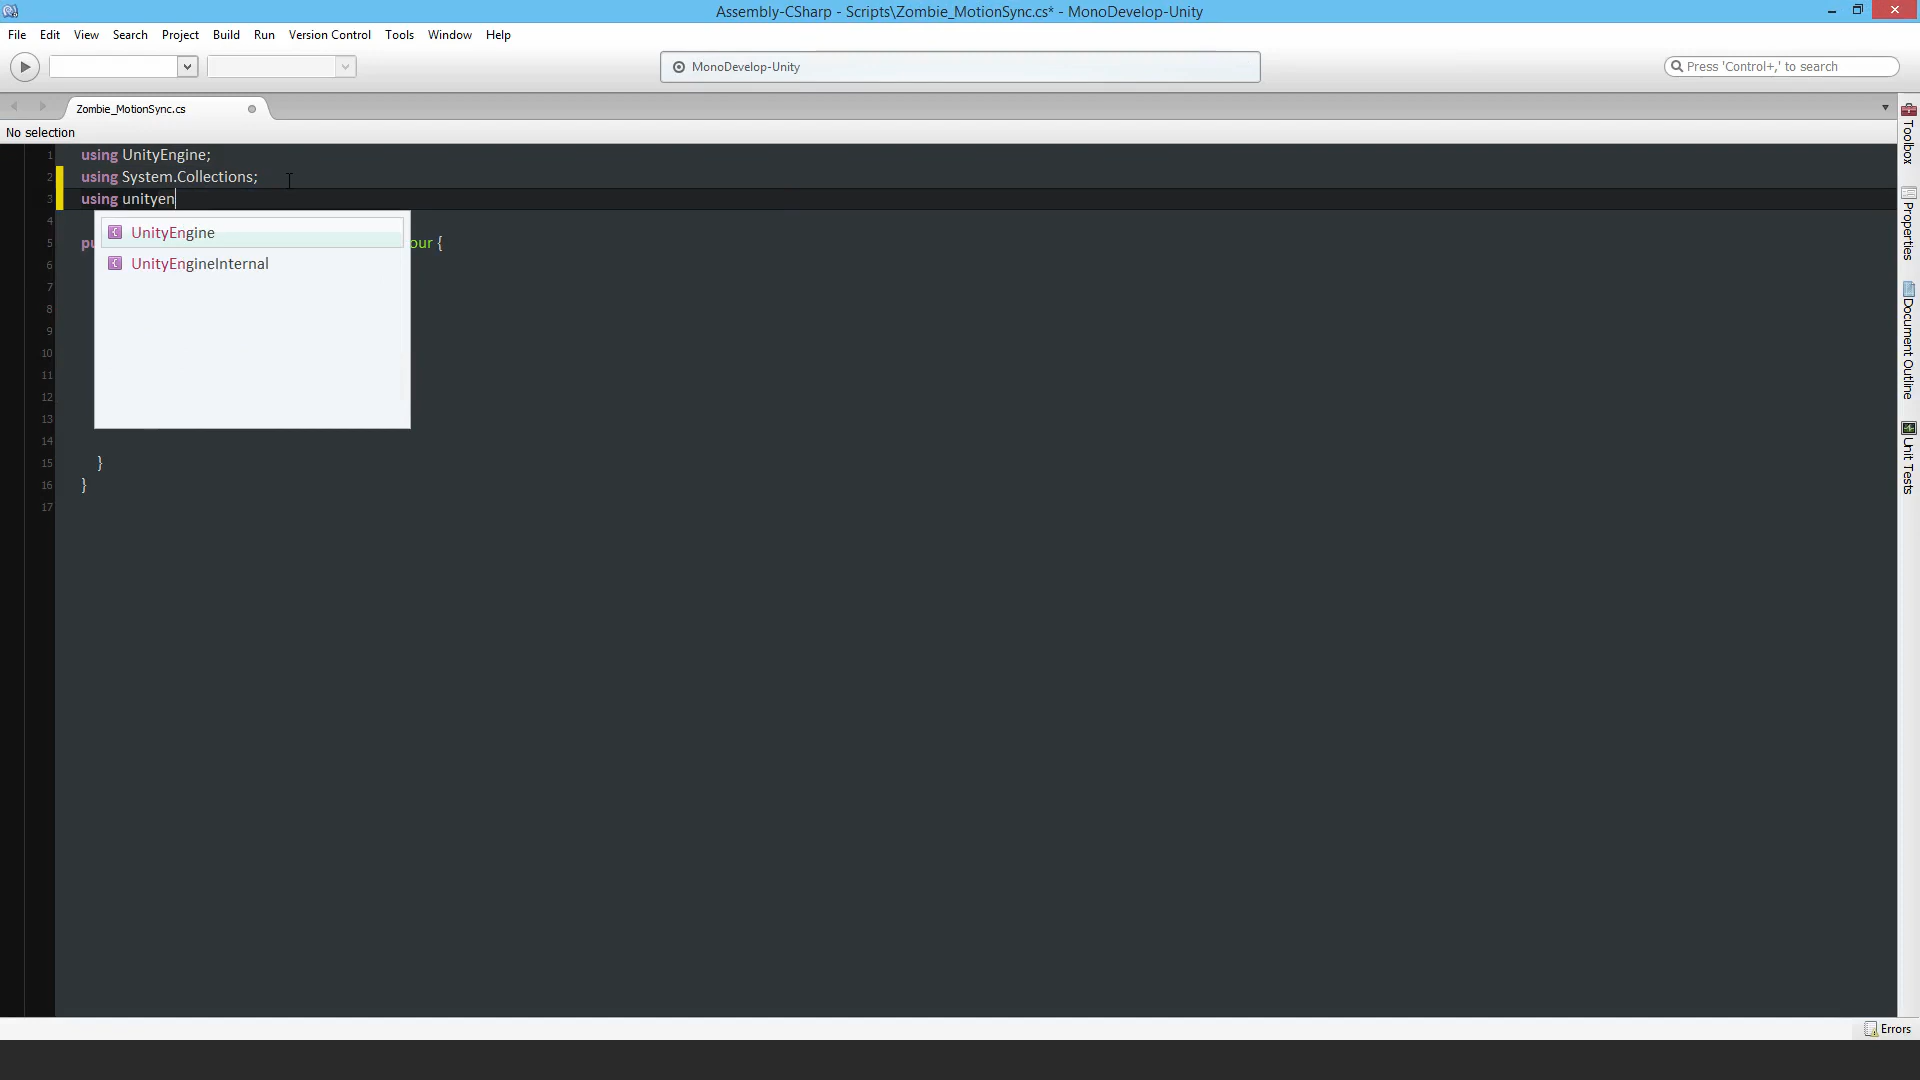 Assembly-CSharp - Scripts\Zombie_MotionSync.cs* - MonoDevelop-Unity
File Edit View Search Project Build Run Version Control Tools Window Help
MonoDevelop-Unity
Press 'Control+,' to search
Zombie_MotionSync.cs
No selection
1 using UnityEngine;
2 using System.Collections;
3 using unityen
4
5 pu our {
6
7
8
9
10
11
12
13
14
15 }
16 }
17
UnityEngine
UnityEngineInternal
Toolbox
Properties
Document Outline
Unit Tests
Errors